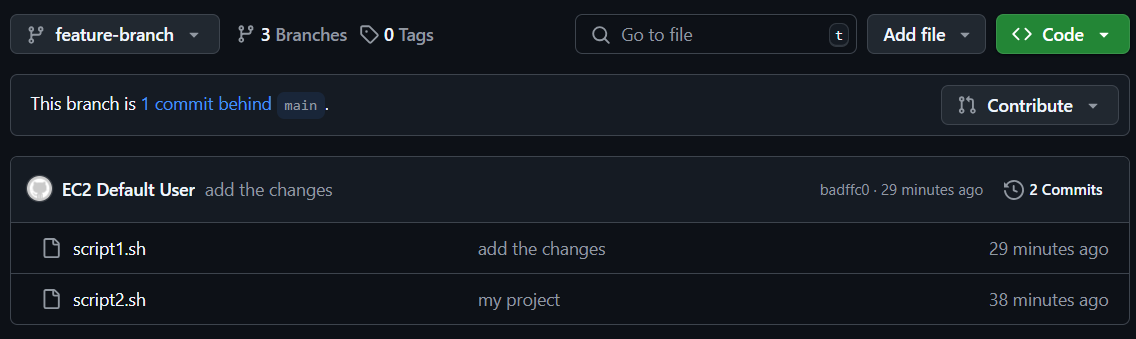 feature-branch 3 Branches 0 Tags Go to file t Add file Code
This branch is 1 commit behind main . Contribute
EC2 Default User add the changes badffc0 · 29 minutes ago 2 Commits
script1.sh add the changes 29 minutes ago
script2.sh my project 38 minutes ago